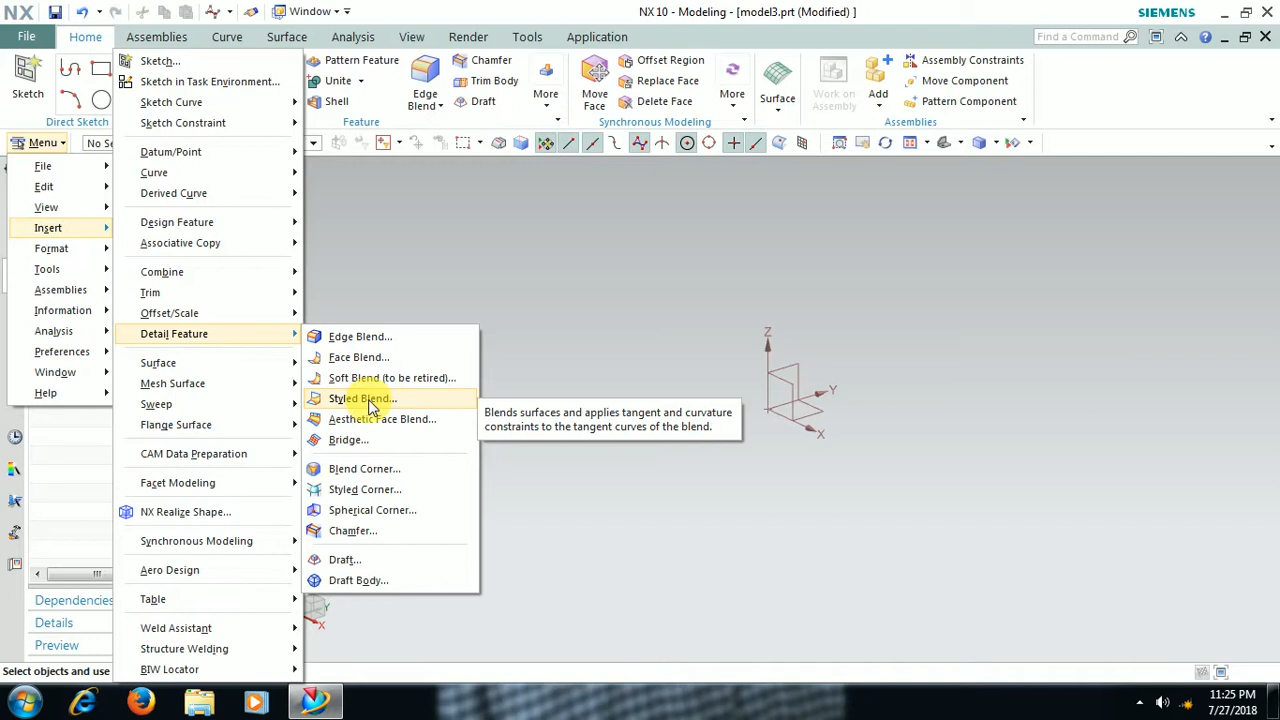 NX
Window
NX 10 - Modeling - [model3.prt (Modified) ]
SIEMENS
File
Home
Assemblies
Curve
Surface
Analysis
View
Render
Tools
Application
Find a Command
Sketch
Direct Sketch
Pattern Feature
Unite
Shell
Edge
Blend
Chamfer
Trim Body
Draft
More
Feature
Move
Face
Offset Region
Replace Face
Delete Face
More
Synchronous Modeling
Surface
Work on
Assembly
Add
Assembly Constraints
Move Component
Pattern Component
Assemblies
Menu
No Se
File
Edit
View
Insert
Format
Tools
Assemblies
Information
Analysis
Preferences
Window
Help
Sketch...
Sketch in Task Environment...
Sketch Curve
Sketch Constraint
Datum/Point
Curve
Derived Curve
Design Feature
Associative Copy
Combine
Trim
Offset/Scale
Detail Feature
Surface
Mesh Surface
Sweep
Flange Surface
CAM Data Preparation
Facet Modeling
NX Realize Shape...
Synchronous Modeling
Aero Design
Table
Weld Assistant
Structure Welding
BIW Locator
Edge Blend...
Face Blend...
Soft Blend (to be retired)...
Styled Blend...
Aesthetic Face Blend...
Bridge...
Blend Corner...
Styled Corner...
Spherical Corner...
Chamfer...
Draft...
Draft Body...
Blends surfaces and applies tangent and curvature
constraints to the tangent curves of the blend.
Z
Y
X
Y
X
Dependencies
Details
Preview
Select objects and use
11:25 PM
7/27/2018